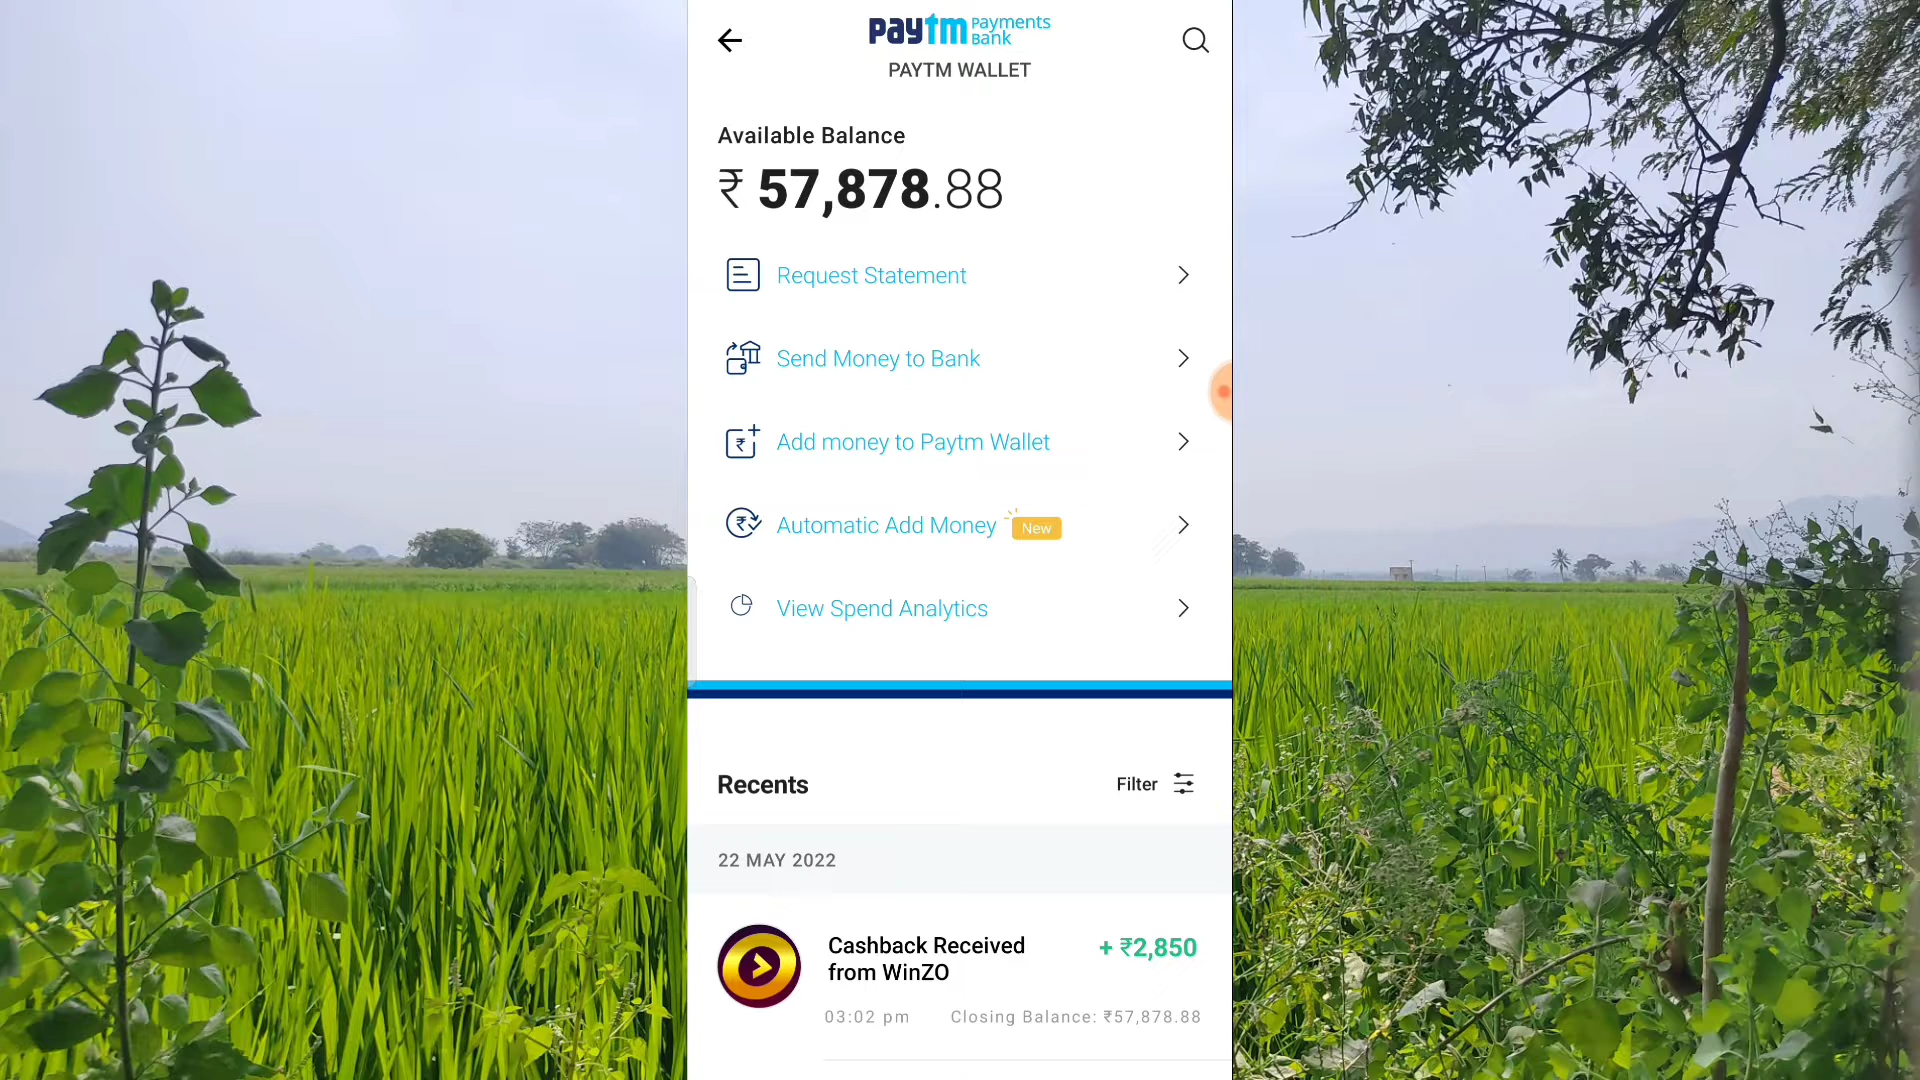 paytm Payments Bank
PAYTM WALLET
Available Balance
₹ 57,878.88
Request Statement
Send Money to Bank
Add money to Paytm Wallet
Automatic Add Money New
View Spend Analytics
Recents
Filter
22 MAY 2022
Cashback Received
from WinZO
+ ₹2,850
03:02 pm
Closing Balance: ₹57,878.88